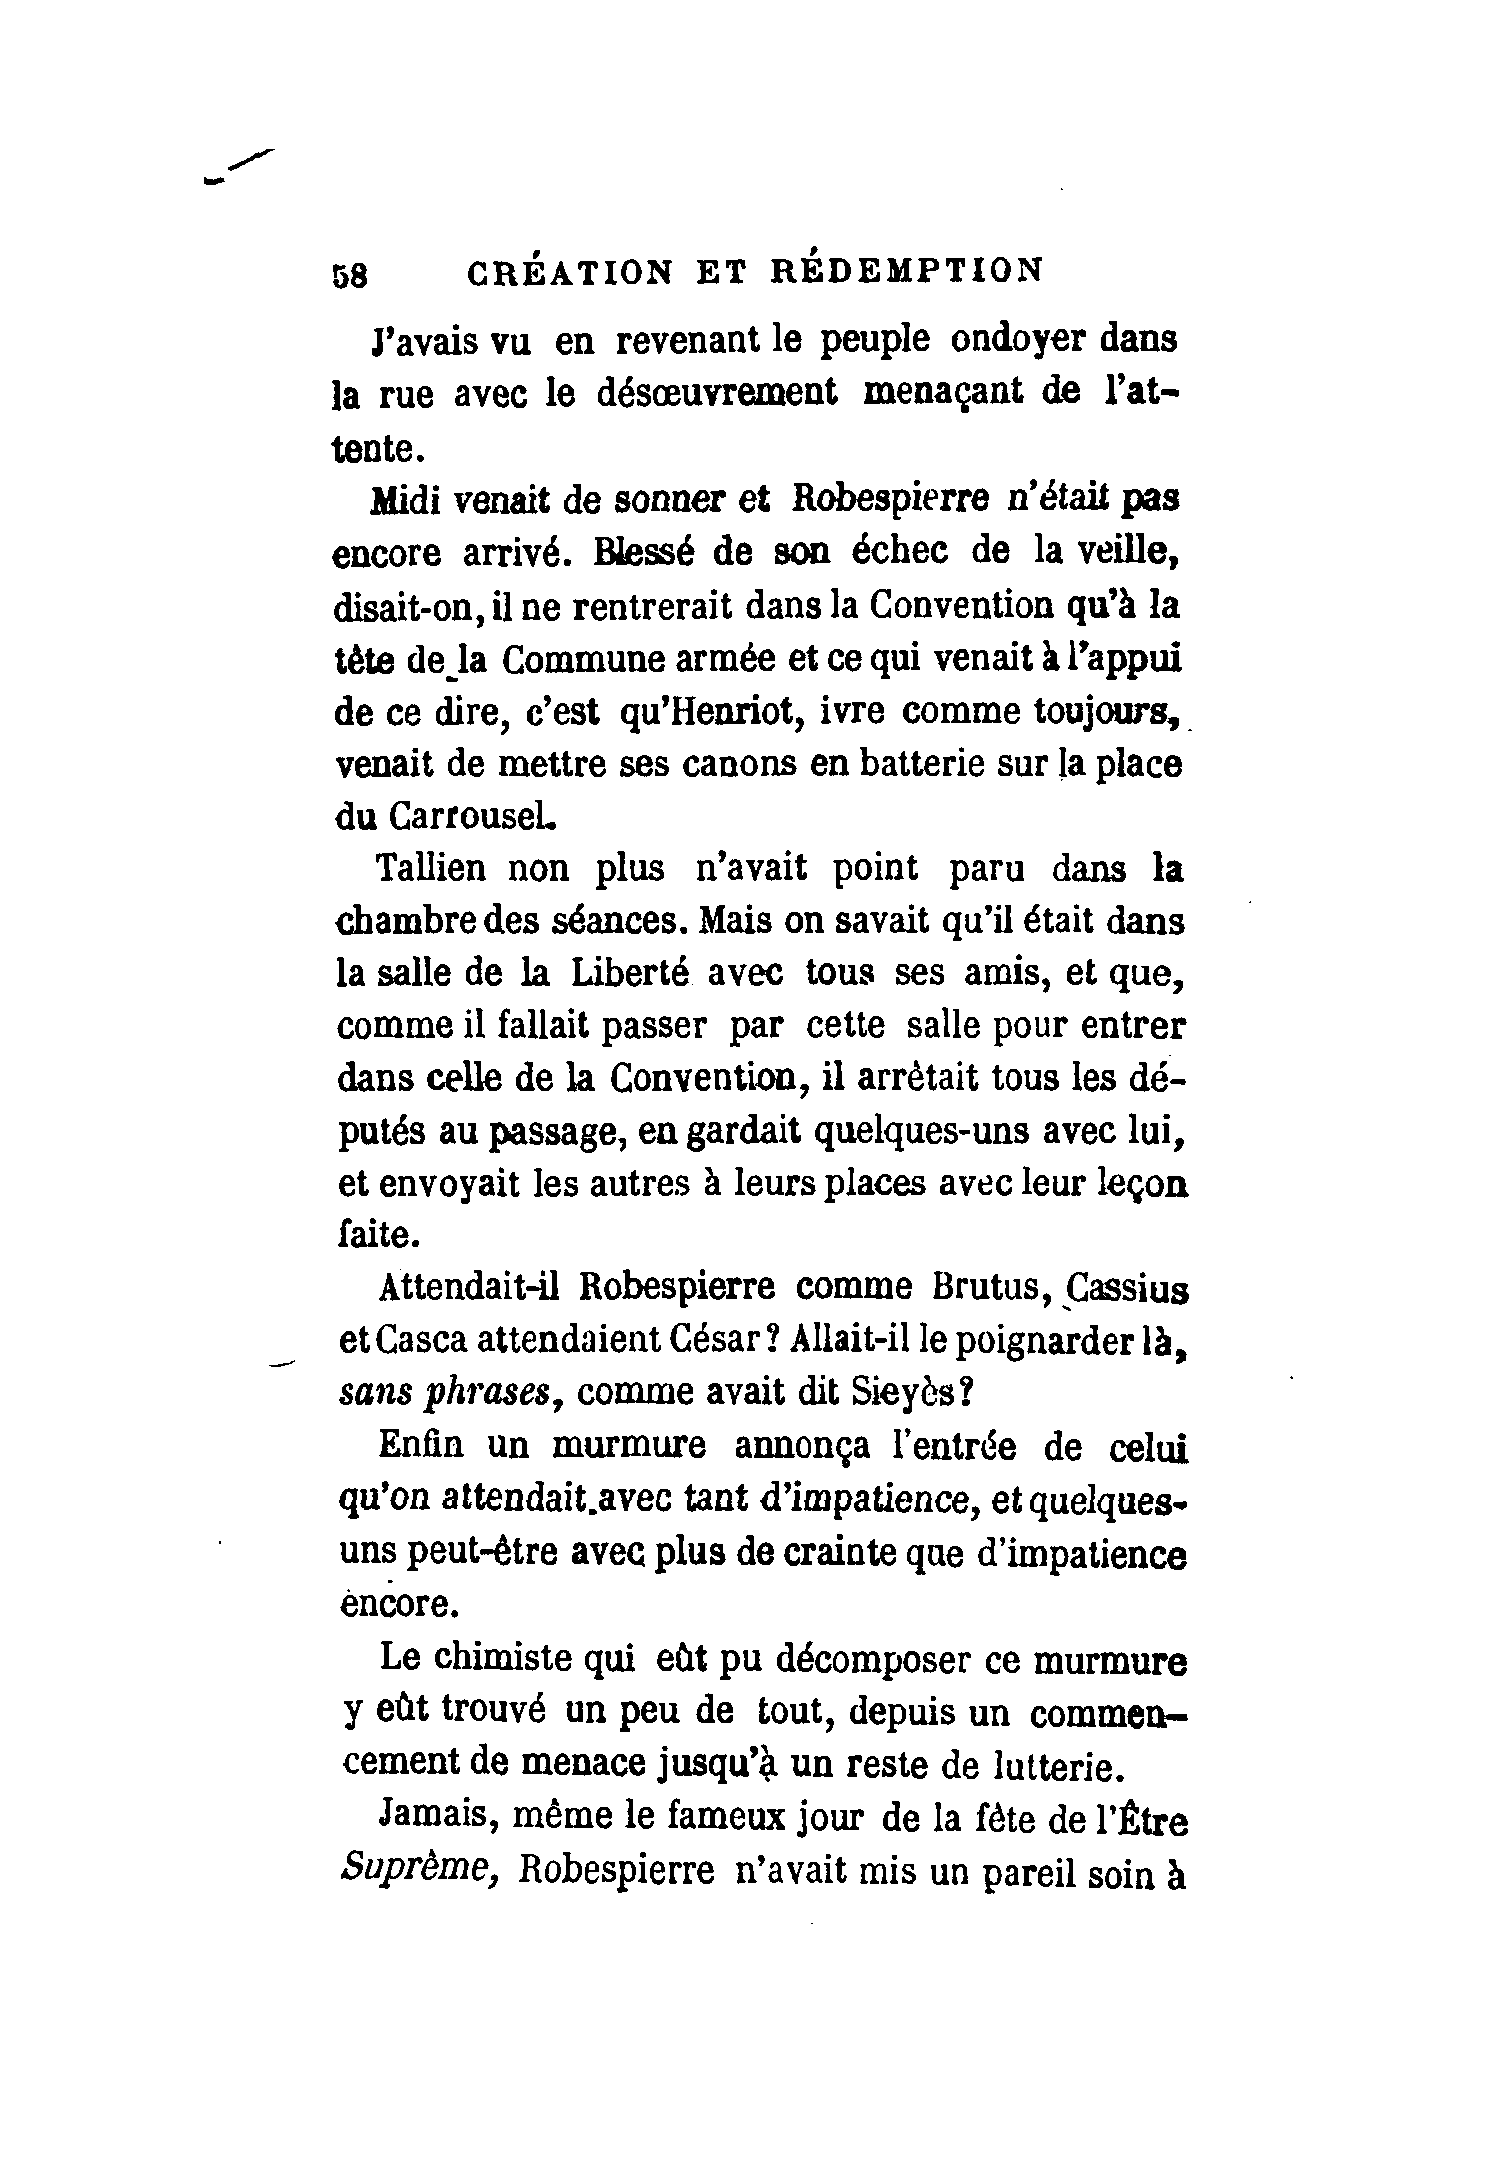 58 CRÉATION ET RÉDEMPTION
J'avais vu en revenant le peuple ondoyer dans
la rue avec le désœuvrement menaçant de l'at-
tente.
Midi venait de sonner et Robespierre n'était pas
encore arrivé. Blessé de son échec de la veille,
disait-on, il ne rentrerait dans la Convention qu'à la
tête de la Commune armée et ce qui venait à l'appui
de ce dire, c'est qu'Henriot, ivre comme toujours,
venait de mettre ses canons en batterie sur la place
du Carrousel.
Tallien non plus n'avait point paru dans la
chambre des séances. Mais on savait qu'il était dans
la salle de la Liberté avec tous ses amis, et que,
comme il fallait passer par cette salle pour entrer
dans celle de la Convention, il arrêtait tous les dé-
putés au passage, en gardait quelques-uns avec lui,
et envoyait les autres à leurs places avec leur leçon
faite.
Attendait-il Robespierre comme Brutus, Cassius
et Casca attendaient César? Allait-il le poignarder là,
sans phrases, comme avait dit Sieyès?
Enfin un murmure annonça l'entrée de celui
qu'on attendait avec tant d'impatience, et quelques-
uns peut-être avec plus de crainte que d'impatience
encore.
Le chimiste qui eût pu décomposer ce murmure
y eût trouvé un peu de tout, depuis un commen-
cement de menace jusqu'à un reste de lutterie.
Jamais, même le fameux jour de la fête de l'Être
Suprême, Robespierre n'avait mis un pareil soin à